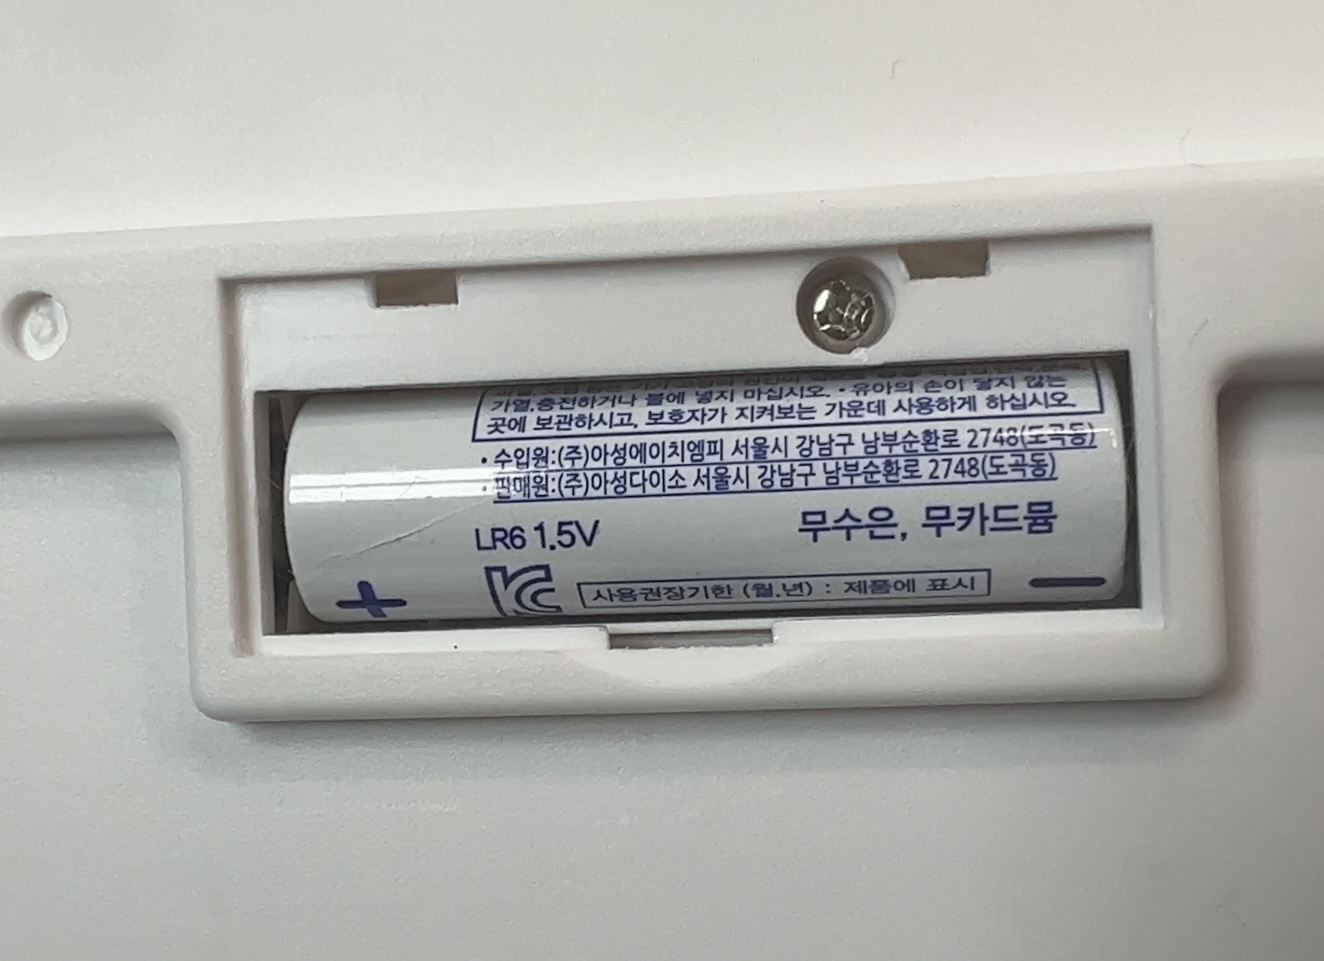 가열,충전하거나 불에 넣지 마십시오. • 유아의 손이 닿지 않는
곳에 보관하시고, 보호자가 지켜보는 가운데 사용하게 하십시오.
• 수입원:(주)아성에이치엠피 서울시 강남구 남부순환로 2748(도곡동)
• 판매원:(주)아성다이소 서울시 강남구 남부순환로 2748(도곡동)
LR6 1.5V 무수은, 무카드뮴
사용권장기한 (월.년) : 제품에 표시
+ −